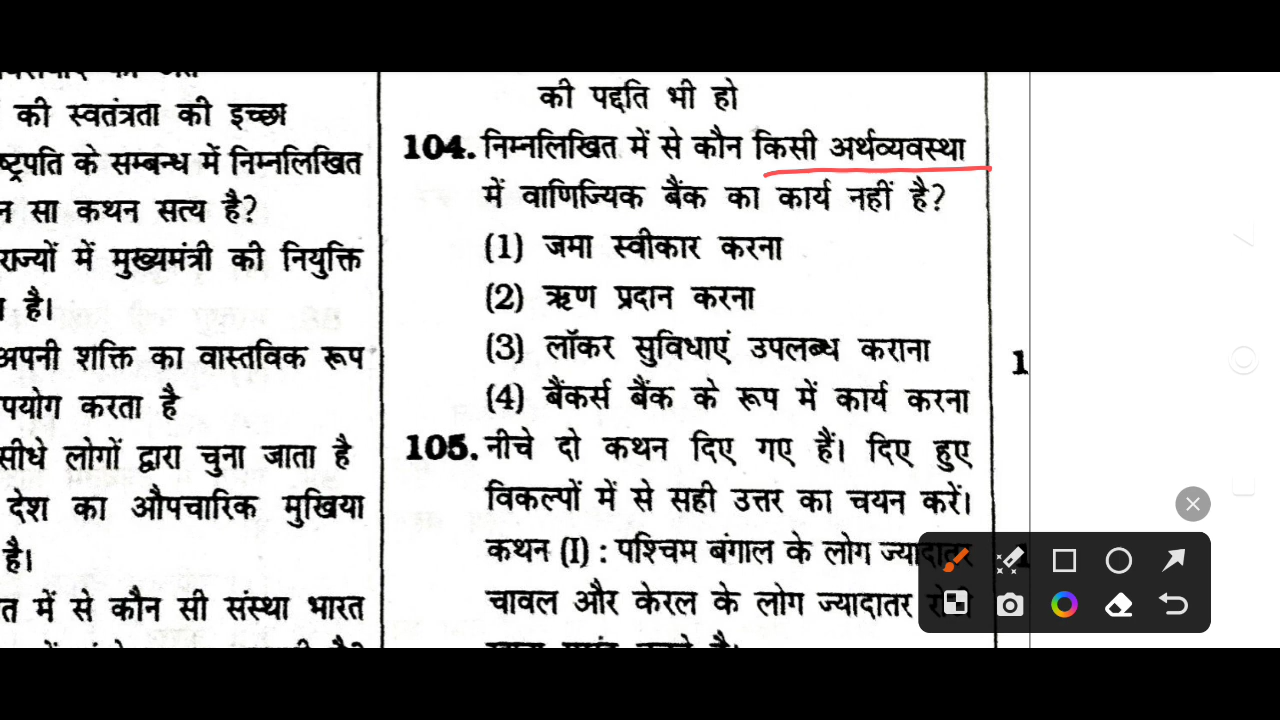 की स्वतंत्रता की इच्छा
ष्ट्रपति के सम्बन्ध में निम्नलिखित
न सा कथन सत्य है?
राज्यों में मुख्यमंत्री की नियुक्ति
है।
अपनी शक्ति का वास्तविक रूप
पयोग करता है
सीधे लोगों द्वारा चुना जाता है
देश का औपचारिक मुखिया
है।
त में से कौन सी संस्था भारत
की पद्दति भी हो
104. निम्नलिखित में से कौन किसी अर्थव्यवस्था
में वाणिज्यिक बैंक का कार्य नहीं है?
(1) जमा स्वीकार करना
(2) ऋण प्रदान करना
(3) लॉकर सुविधाएं उपलब्ध कराना
(4) बैंकर्स बैंक के रूप में कार्य करना
105. नीचे दो कथन दिए गए हैं। दिए हुए
विकल्पों में से सही उत्तर का चयन करें।
कथन (I) : पश्चिम बंगाल के लोग ज्यादातर
चावल और केरल के लोग ज्यादातर
1
1